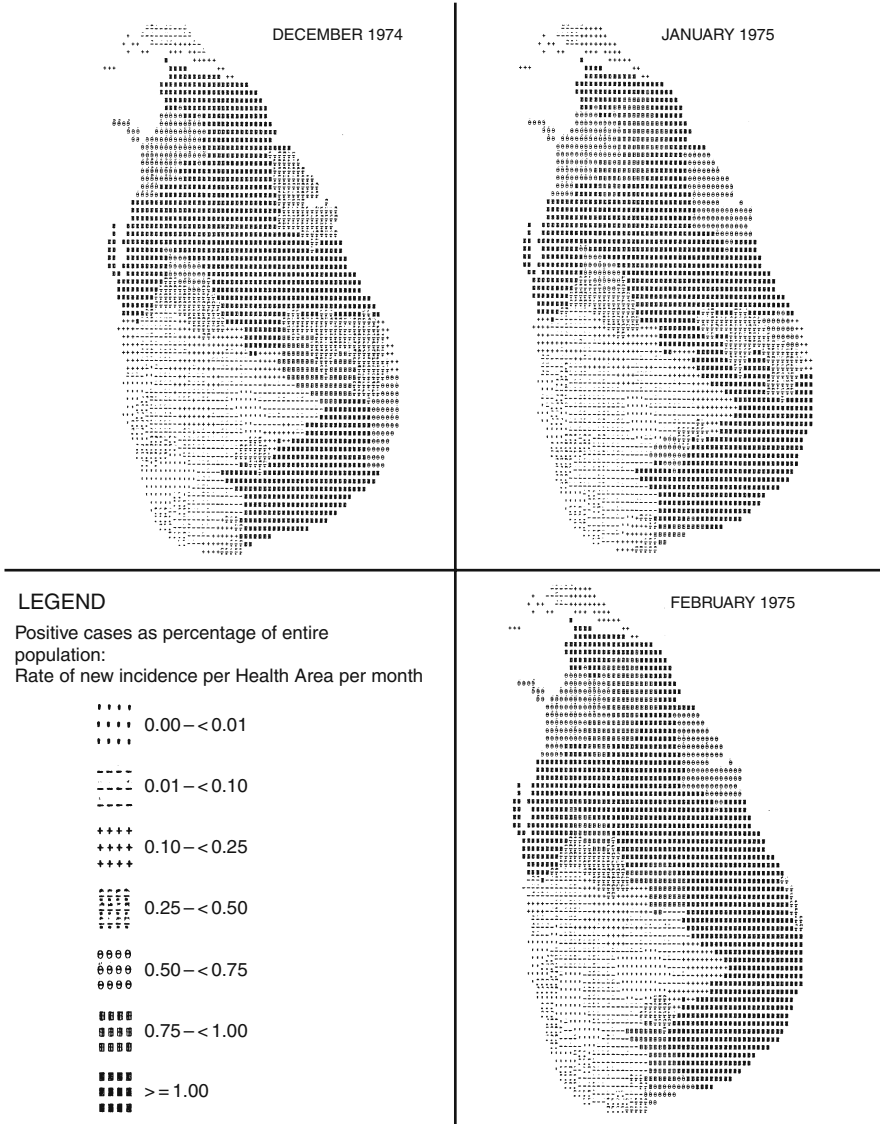 DECEMBER 1974
JANUARY 1975
LEGEND
Positive cases as percentage of entire
population:
Rate of new incidence per Health Area per month
0.00 – < 0.01
0.01 – < 0.10
0.10 – < 0.25
0.25 – < 0.50
0.50 – < 0.75
0.75 – < 1.00
> = 1.00
FEBRUARY 1975